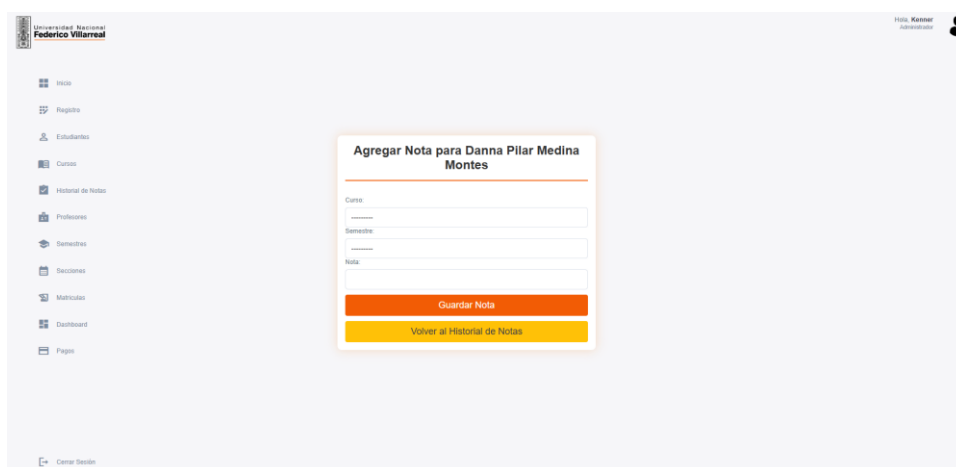 Universidad Nacional
Federico Villarreal
Hola, Kenner
Administrador
Inicio
Registro
Estudiantes
Cursos
Historial de Notas
Profesores
Semestres
Secciones
Matrículas
Dashboard
Pagos
Cerrar Sesión
Agregar Nota para Danna Pilar Medina
Montes
Curso:
---------
Semestre:
---------
Nota:
Guardar Nota
Volver al Historial de Notas